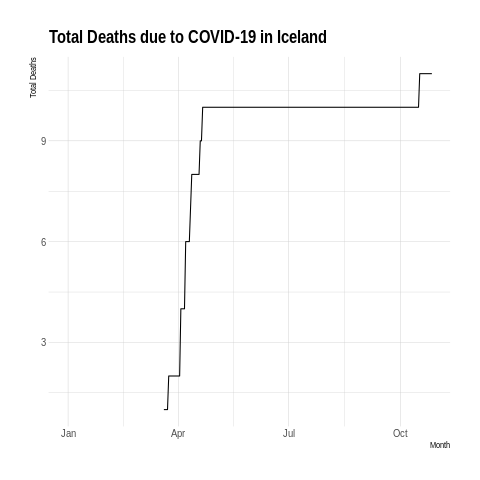 Total Deaths due to COVID-19 in Iceland
Total Deaths
9
6
3
Jan Apr Jul Oct
Month